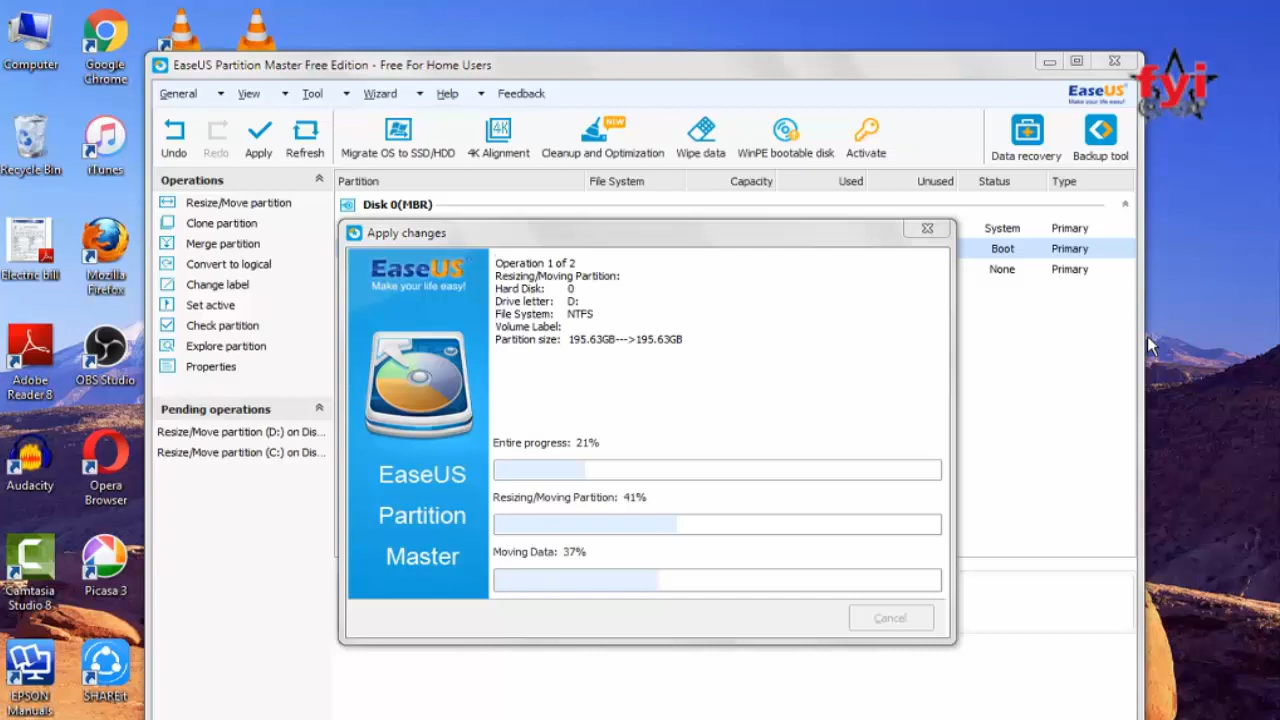 Computer
Google
Chrome
EaseUS Partition Master Free Edition - Free For Home Users
fyi
General
View
Tool
Wizard
Help
Feedback
EaseUS
Make your life easy!
Undo
Redo
Apply
Refresh
Migrate OS to SSD/HDD
4K
4K Alignment
NEW
Cleanup and Optimization
Wipe data
WinPE bootable disk
Activate
Data recovery
Backup tool
Recycle Bin
iTunes
Operations
Partition
File System
Capacity
Used
Unused
Status
Type
Resize/Move partition
Disk 0(MBR)
Clone partition
System
Primary
Merge partition
Boot
Primary
Convert to logical
None
Primary
Change label
Set active
Check partition
Explore partition
Properties
Electric bill
Mozilla
Firefox
Adobe
Reader 8
OBS Studio
Pending operations
Resize/Move partition (D:) on Dis...
Resize/Move partition (C:) on Dis...
Audacity
Opera
Browser
Camtasia
Studio 8
Picasa 3
EPSON
Manuals
SHAREit
Apply changes
EaseUS
Make your life easy!
EaseUS
Partition
Master
Operation 1 of 2
Resizing/Moving Partition:
Hard Disk: 0
Drive letter: D:
File System: NTFS
Volume Label:
Partition size: 195.63GB--->195.63GB
Entire progress: 21%
Resizing/Moving Partition: 41%
Moving Data: 37%
Cancel